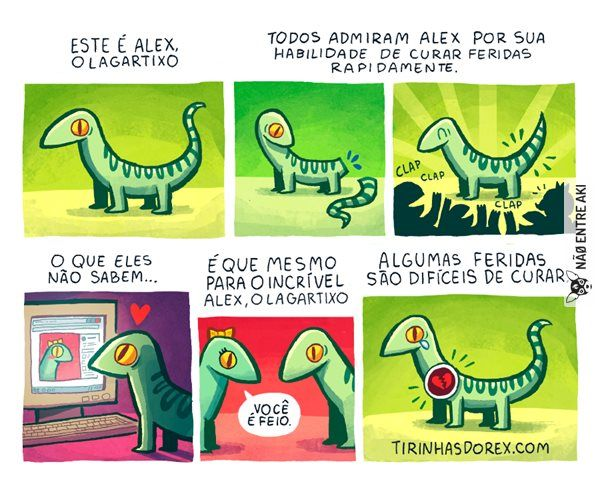 ESTE É ALEX,
O LAGARTIXO
TODOS ADMIRAM ALEX POR SUA
HABILIDADE DE CURAR FERIDAS
RAPIDAMENTE.
CLAP
CLAP
CLAP
O QUE ELES
NÃO SABEM...
É QUE MESMO
PARA O INCRÍVEL
ALEX, O LAGARTIXO
VOCÊ
É FEIO.
ALGUMAS FERIDAS
SÃO DIFÍCEIS DE CURAR
TIRINHASDOREX.COM
NÃØ ENTRE AKI